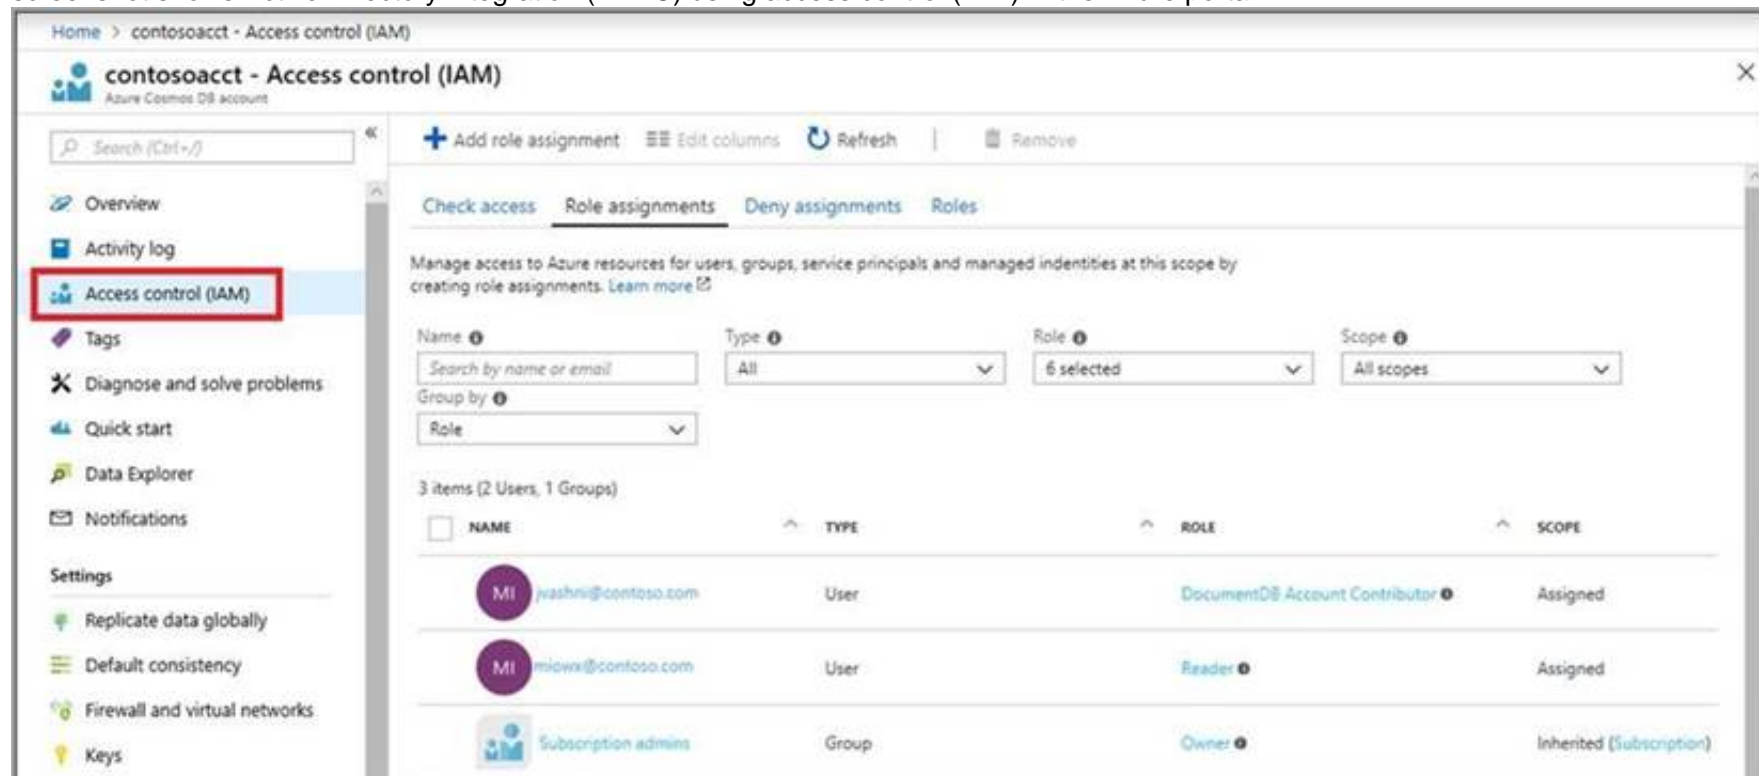 Home > contosoacct - Access control (IAM)
contosoacct - Access control (IAM)
Azure Cosmos DB account
Search (Ctrl+/)
Add role assignment Edit columns Refresh Remove
Overview
Activity log
Access control (IAM)
Tags
Diagnose and solve problems
Quick start
Data Explorer
Notifications
Settings
Replicate data globally
Default consistency
Firewall and virtual networks
Keys
Check access Role assignments Deny assignments Roles
Manage access to Azure resources for users, groups, service principals and managed indentities at this scope by
creating role assignments. Learn more
Name Type Role Scope
Search by name or email All 6 selected All scopes
Group by
Role
3 items (2 Users, 1 Groups)
NAME TYPE ROLE SCOPE
MI jvashni@contoso.com User DocumentDB Account Contributor Assigned
MI miowx@contoso.com User Reader Assigned
Subscription admins Group Owner Inherited (Subscription)